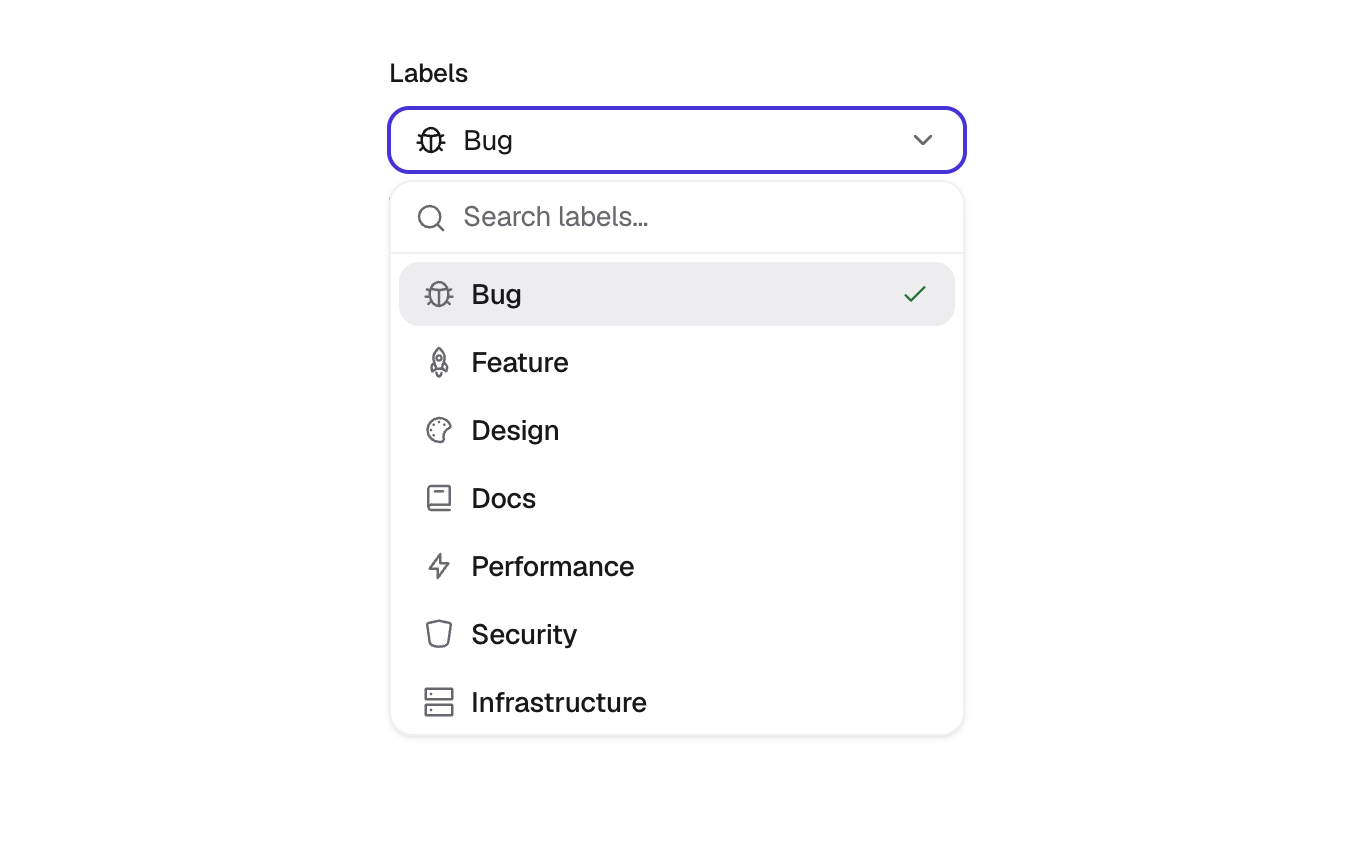 Labels
Bug
Search labels...
Bug
Feature
Design
Docs
Performance
Security
Infrastructure